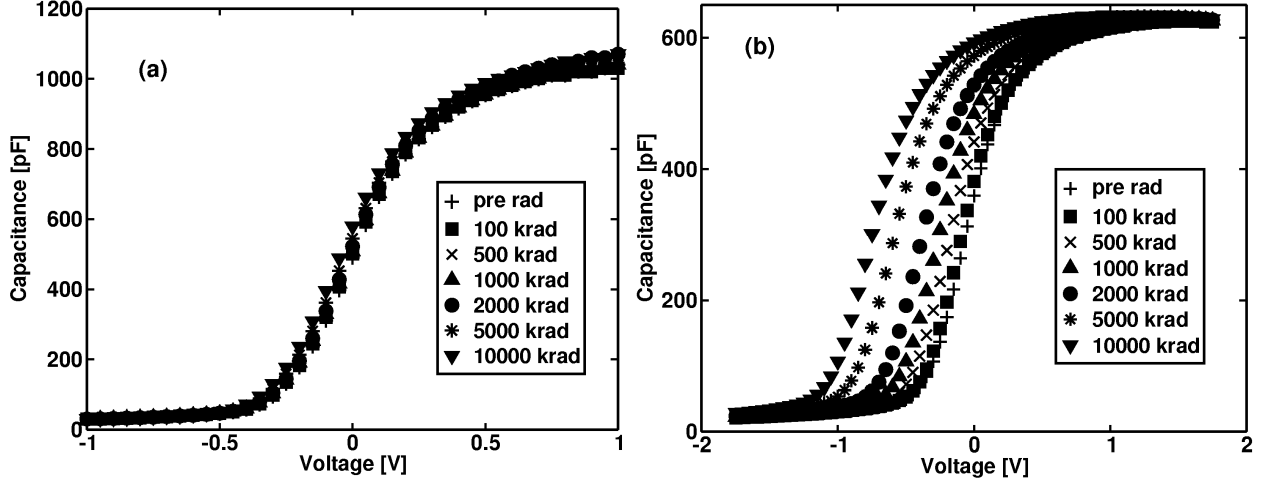 1200
1000
800
600
400
200
0
Capacitance [pF]
(a)
+ pre rad
■ 100 krad
× 500 krad
▲ 1000 krad
● 2000 krad
✳ 5000 krad
▼ 10000 krad
-1 -0.5 0 0.5 1
Voltage [V]
600
400
200
0
Capacitance [pF]
(b)
+ pre rad
■ 100 krad
× 500 krad
▲ 1000 krad
● 2000 krad
✳ 5000 krad
▼ 10000 krad
-2 -1 0 1 2
Voltage [V]